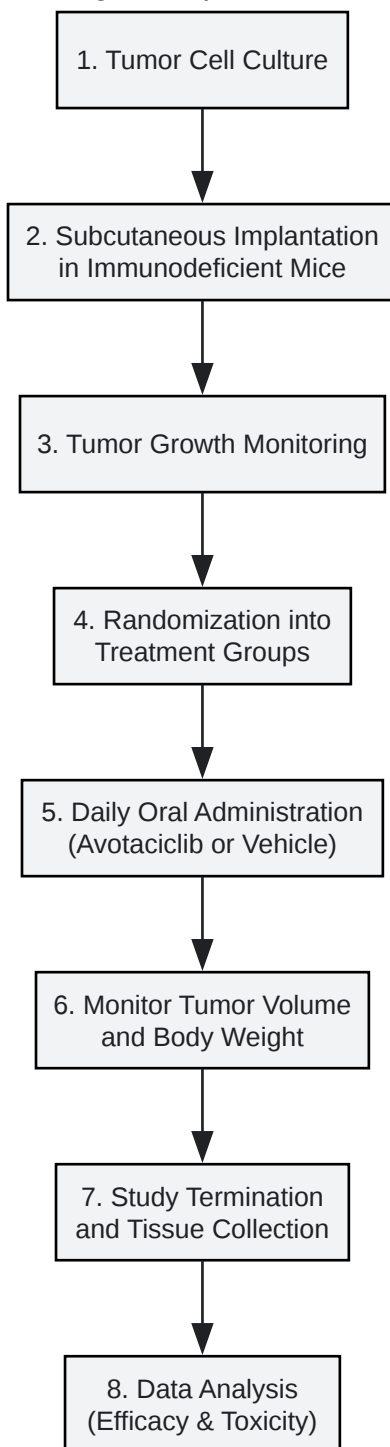 1. Tumor Cell Culture
2. Subcutaneous Implantation
in Immunodeficient Mice
3. Tumor Growth Monitoring
4. Randomization into
Treatment Groups
5. Daily Oral Administration
(Avotaciclib or Vehicle)
6. Monitor Tumor Volume
and Body Weight
7. Study Termination
and Tissue Collection
8. Data Analysis
(Efficacy & Toxicity)